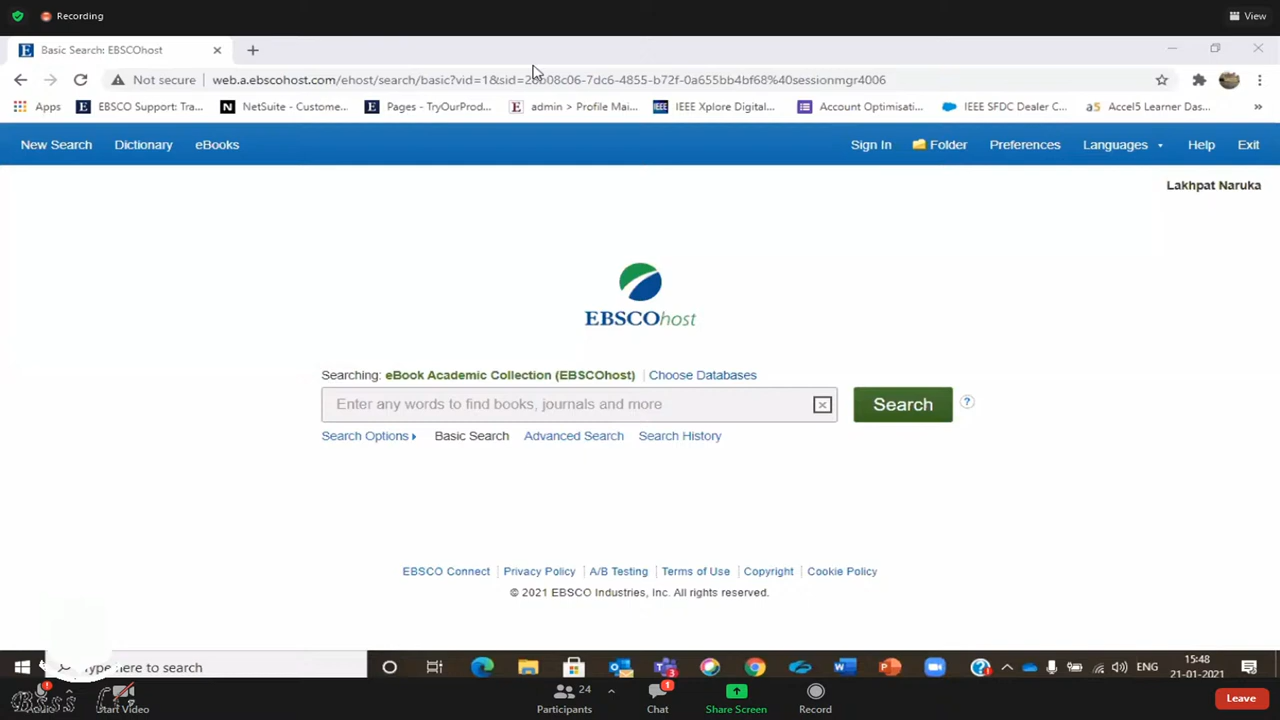 Recording
View
Basic Search: EBSCOhost
Not secure web.a.ebscohost.com/ehost/search/basic?vid=1&sid=
Apps EBSCO Support: Tra... NetSuite - Custome... Pages - TryOurProd... admin > Profile Mai... IEEE Xplore Digital... Account Optimisati... IEEE SFDC Dealer C... a5 Accel5 Learner Das... »
New Search Dictionary eBooks Sign In Folder Preferences Languages Help Exit
Lakhpat Naruka
EBSCOhost
Searching: eBook Academic Collection (EBSCOhost) Choose Databases
Enter any words to find books, journals and more Search ?
Search Options Basic Search Advanced Search Search History
EBSCO Connect Privacy Policy A/B Testing Terms of Use Copyright Cookie Policy
© 2021 EBSCO Industries, Inc. All rights reserved.
Type here to search
3
ENG
15:48
21-01-2021
Start Video
24
Participants
1
Chat
Share Screen
Record
Leave